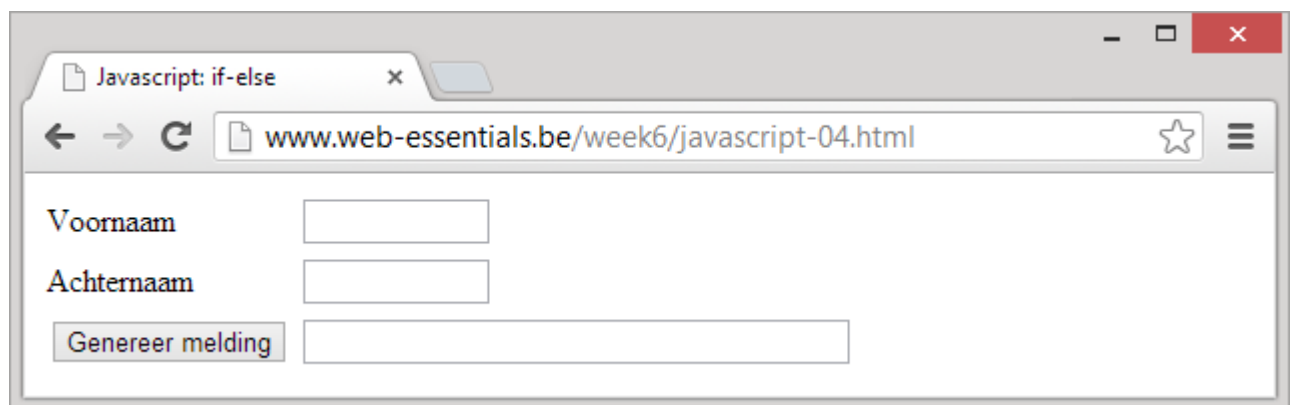 Javascript: if-else
www.web-essentials.be/week6/javascript-04.html
Voornaam
Achternaam
Genereer melding